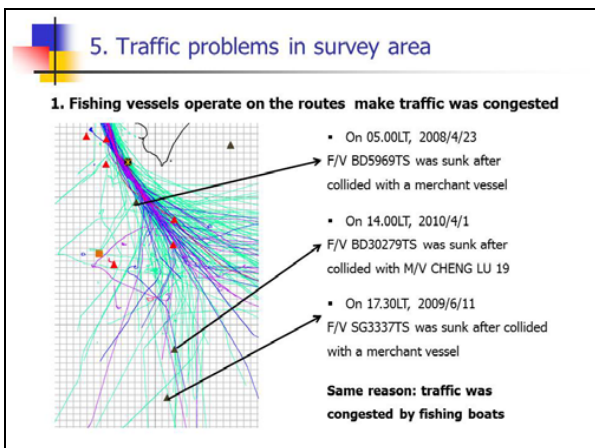 5. Traffic problems in survey area
1. Fishing vessels operate on the routes make traffic was congested
▪ On 05.00LT, 2008/4/23
F/V BD5969TS was sunk after
collided with a merchant vessel
▪ On 14.00LT, 2010/4/1
F/V BD30279TS was sunk after
collided with M/V CHENG LU 19
▪ On 17.30LT, 2009/6/11
F/V SG3337TS was sunk after collided
with a merchant vessel
Same reason: traffic was
congested by fishing boats